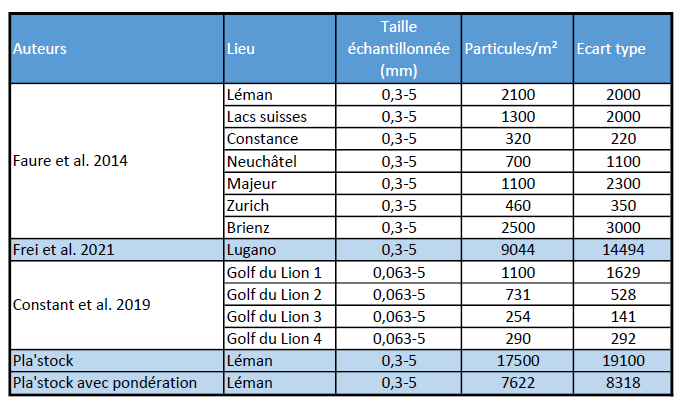 Auteurs Lieu Taille échantillonnée (mm) Particules/m² Ecart type
Faure et al. 2014 Léman 0,3-5 2100 2000
Lacs suisses 0,3-5 1300 2000
Constance 0,3-5 320 220
Neuchâtel 0,3-5 700 1100
Majeur 0,3-5 1100 2300
Zurich 0,3-5 460 350
Brienz 0,3-5 2500 3000
Frei et al. 2021 Lugano 0,3-5 9044 14494
Constant et al. 2019 Golf du Lion 1 0,063-5 1100 1629
Golf du Lion 2 0,063-5 731 528
Golf du Lion 3 0,063-5 254 141
Golf du Lion 4 0,063-5 290 292
Pla'stock Léman 0,3-5 17500 19100
Pla'stock avec pondération Léman 0,3-5 7622 8318